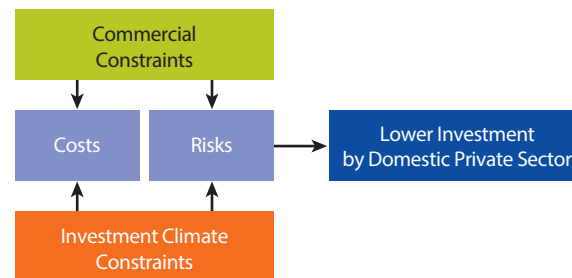 Commercial
Constraints
Costs
Risks
Lower Investment
by Domestic Private Sector
Investment Climate
Constraints